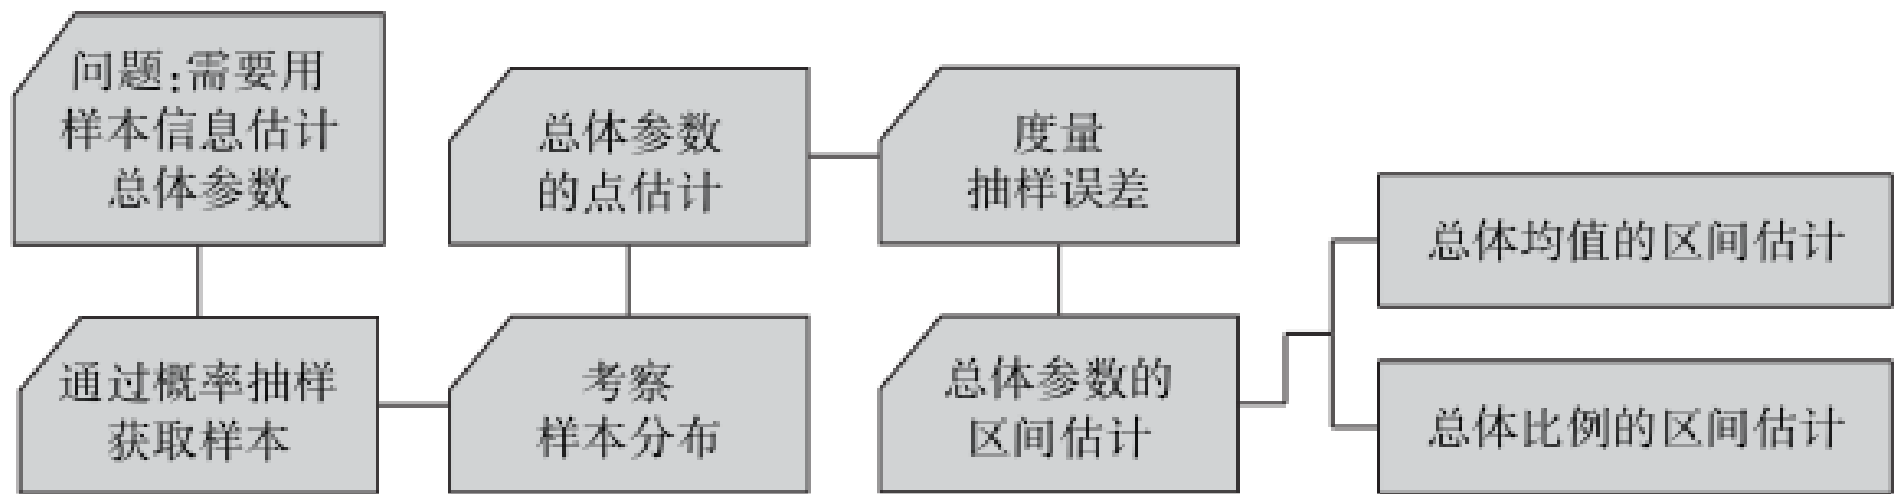 问题:需要用
样本信息估计
总体参数
通过概率抽样
获取样本
考察
样本分布
总体参数
的点估计
度量
抽样误差
总体参数的
区间估计
总体均值的区间估计
总体比例的区间估计